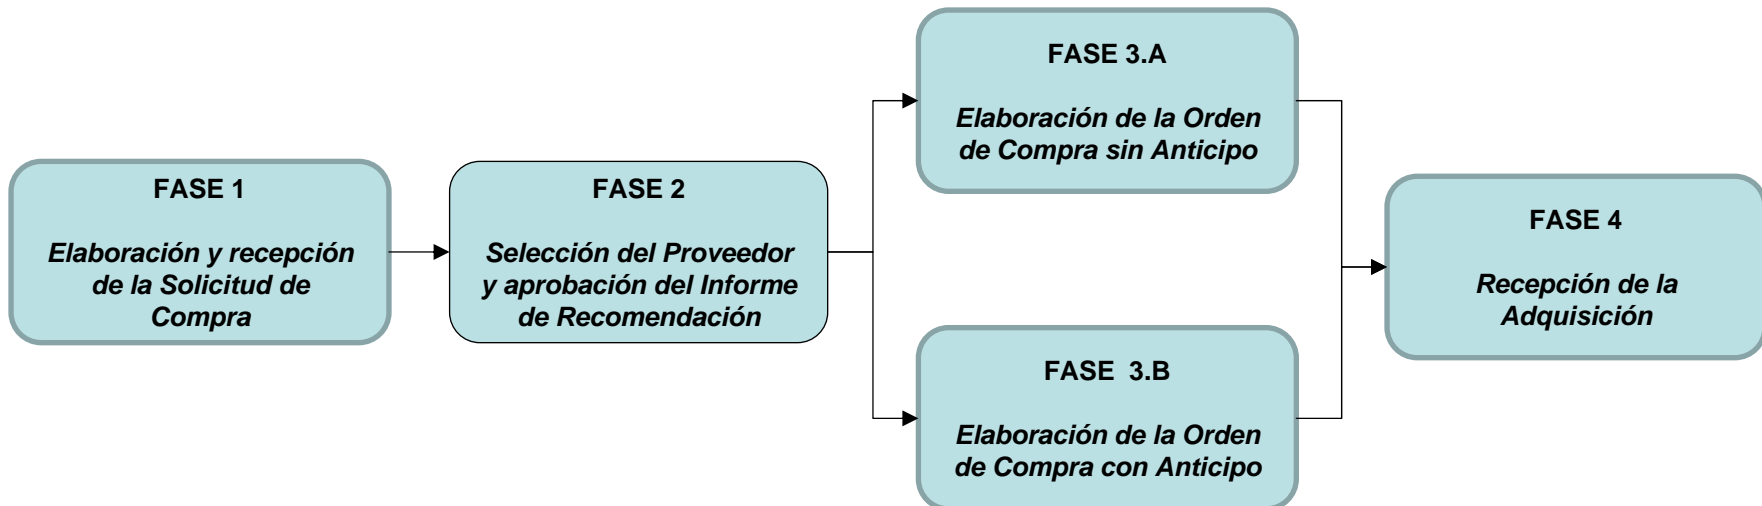 FASE 1
Elaboración y recepción
de la Solicitud de
Compra
FASE 2
Selección del Proveedor
y aprobación del Informe
de Recomendación
FASE 3.A
Elaboración de la Orden
de Compra sin Anticipo
FASE 3.B
Elaboración de la Orden
de Compra con Anticipo
FASE 4
Recepción de la
Adquisición